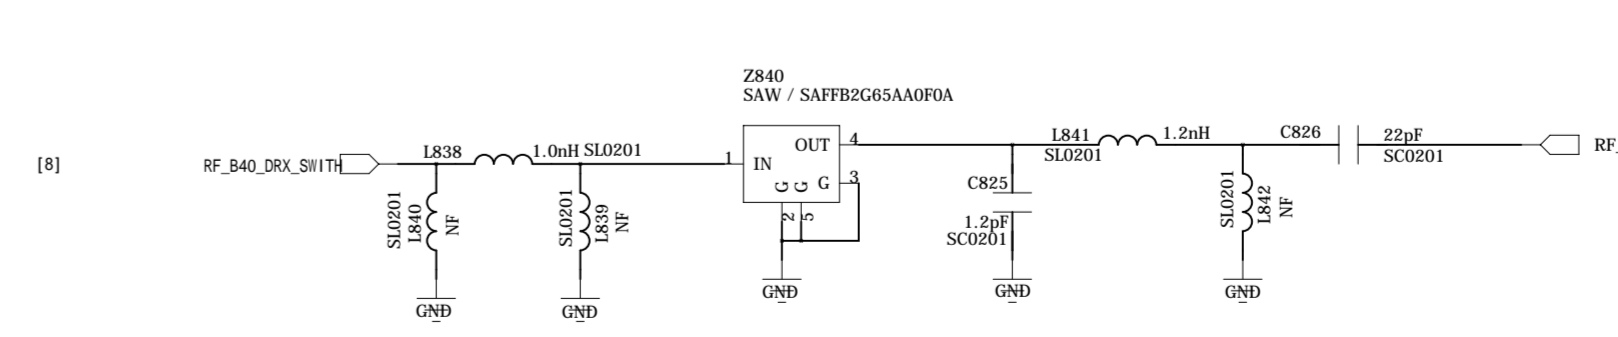 Z840
SAW / SAFFB2G65AA0F0A
[8]
RF_B40_DRX_SWITH
L838
1.0nH
SL0201
SL0201
L840
NF
SL0201
L839
NF
1
IN
OUT
4
G
3
G
G
2
5
GND
GND
GND
C825
1.2pF
SC0201
GND
L841
SL0201
1.2nH
SL0201
L842
NF
GND
C826
22pF
SC0201
RF_